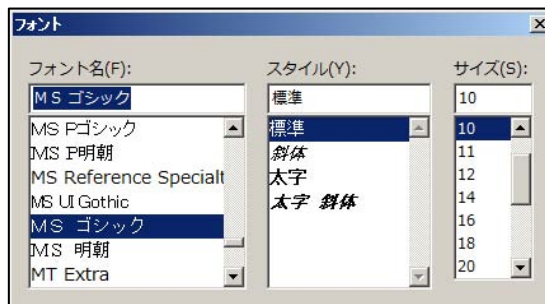 フォント
フォント名(F):
MS ゴシック
MS Pゴシック
MS P明朝
MS Reference Specialt
MS UI Gothic
MS ゴシック
MS 明朝
MT Extra
スタイル(Y):
標準
標準
斜体
太字
太字 斜体
サイズ(S):
10
10
11
12
14
16
18
20